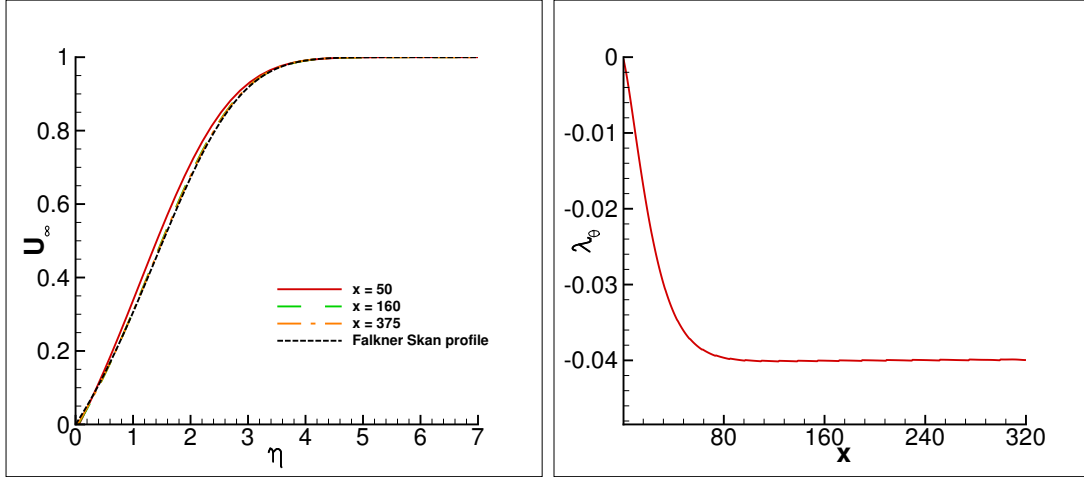 1
0.8
0.6
0.4
0.2
0
U∞
0 1 2 3 4 5 6 7
η
x = 50
x = 160
x = 375
Falkner Skan profile
0
-0.01
-0.02
-0.03
-0.04
λθ
80 160 240 320
x